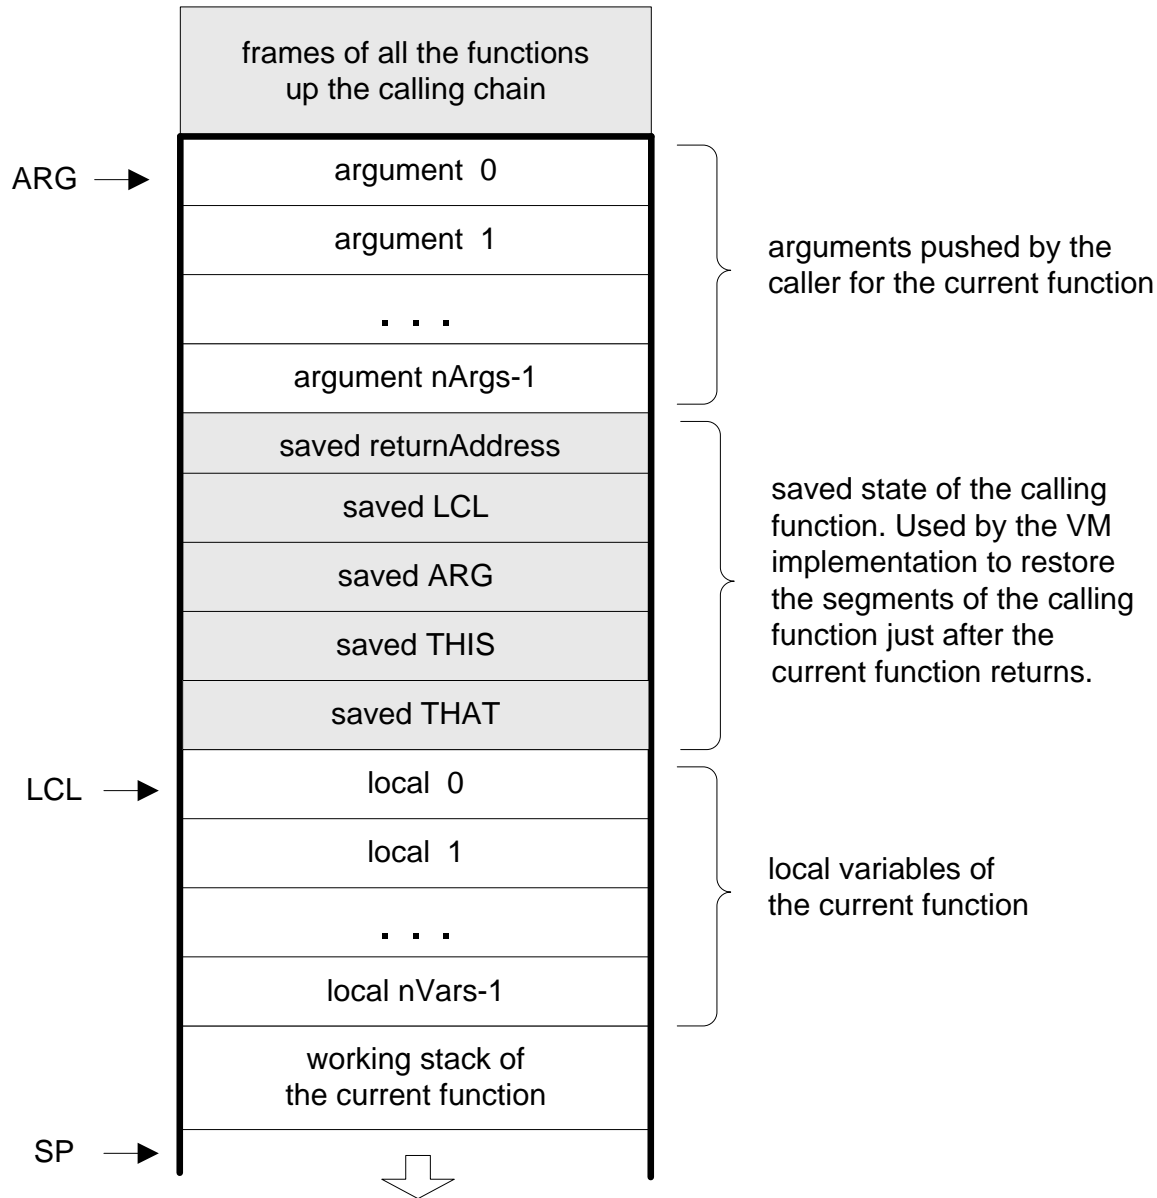 frames of all the functions
up the calling chain
ARG
argument 0
argument 1
. . .
argument nArgs-1
arguments pushed by the
caller for the current function
saved returnAddress
saved LCL
saved ARG
saved THIS
saved THAT
saved state of the calling
function. Used by the VM
implementation to restore
the segments of the calling
function just after the
current function returns.
LCL
local 0
local 1
. . .
local nVars-1
local variables of
the current function
working stack of
the current function
SP